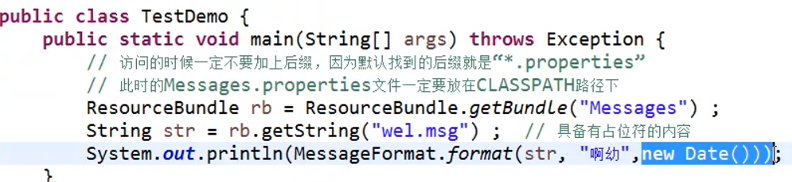 public class TestDemo {
public static void main(String[] args) throws Exception {
// 访问的时候一定不要加上后缀，因为默认找到的后缀就是“*.properties”
// 此时的Messages.properties文件一定要放在CLASSPATH路径下
ResourceBundle rb = ResourceBundle.getBundle("Messages") ;
String str = rb.getString("wel.msg") ; // 具备有占位符的内容
System.out.println(MessageFormat.format(str, "啊幼",new Date()));
}